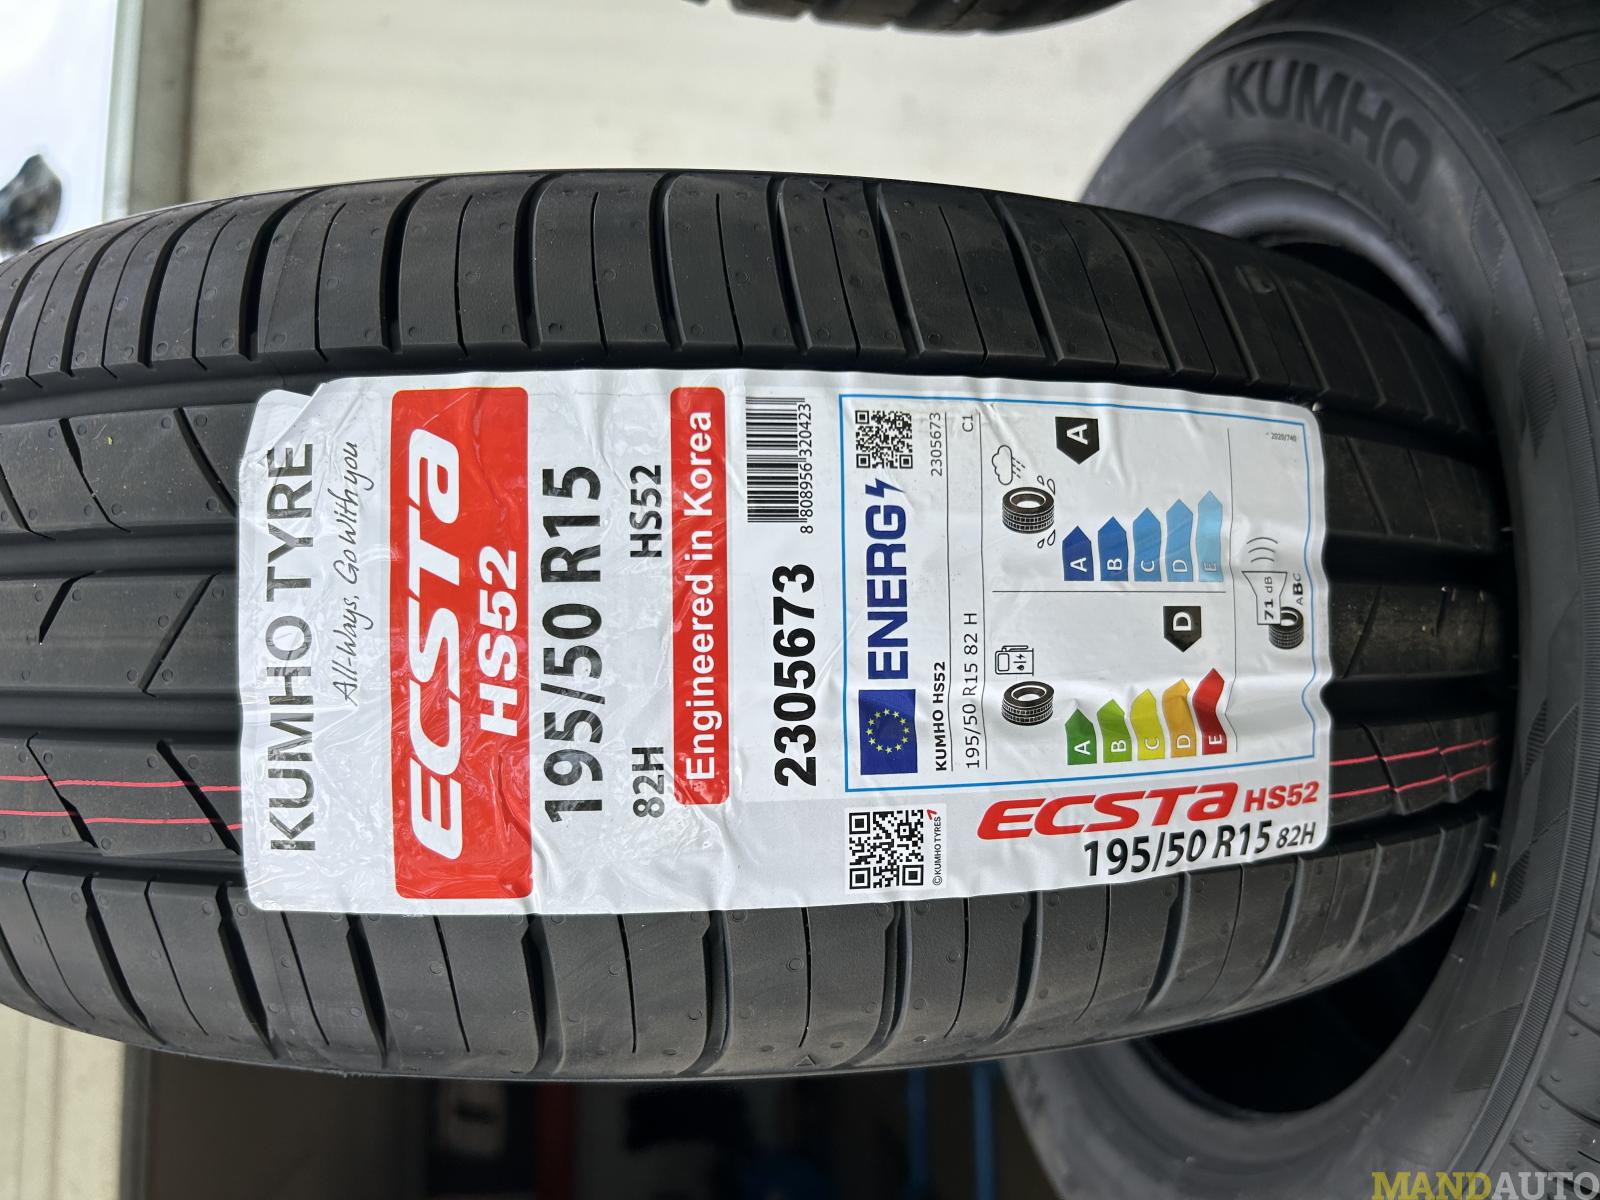 KUMHO TYRE
All-Ways, Go With you
ECSTA
HS52
195/50 R15
82H HS52
Engineered in Korea
2305673
8 808956 320423
ENERG
KUMHO HS52 2305673
195/50 R15 82 H C1
A
B
C
D
E
D
A
B
C
D
E
A
71 dB
ABC
2020/740
©KUMHOTYRES
ECSTA HS52
195/50 R15 82H
KUMHO
MANDAUTO